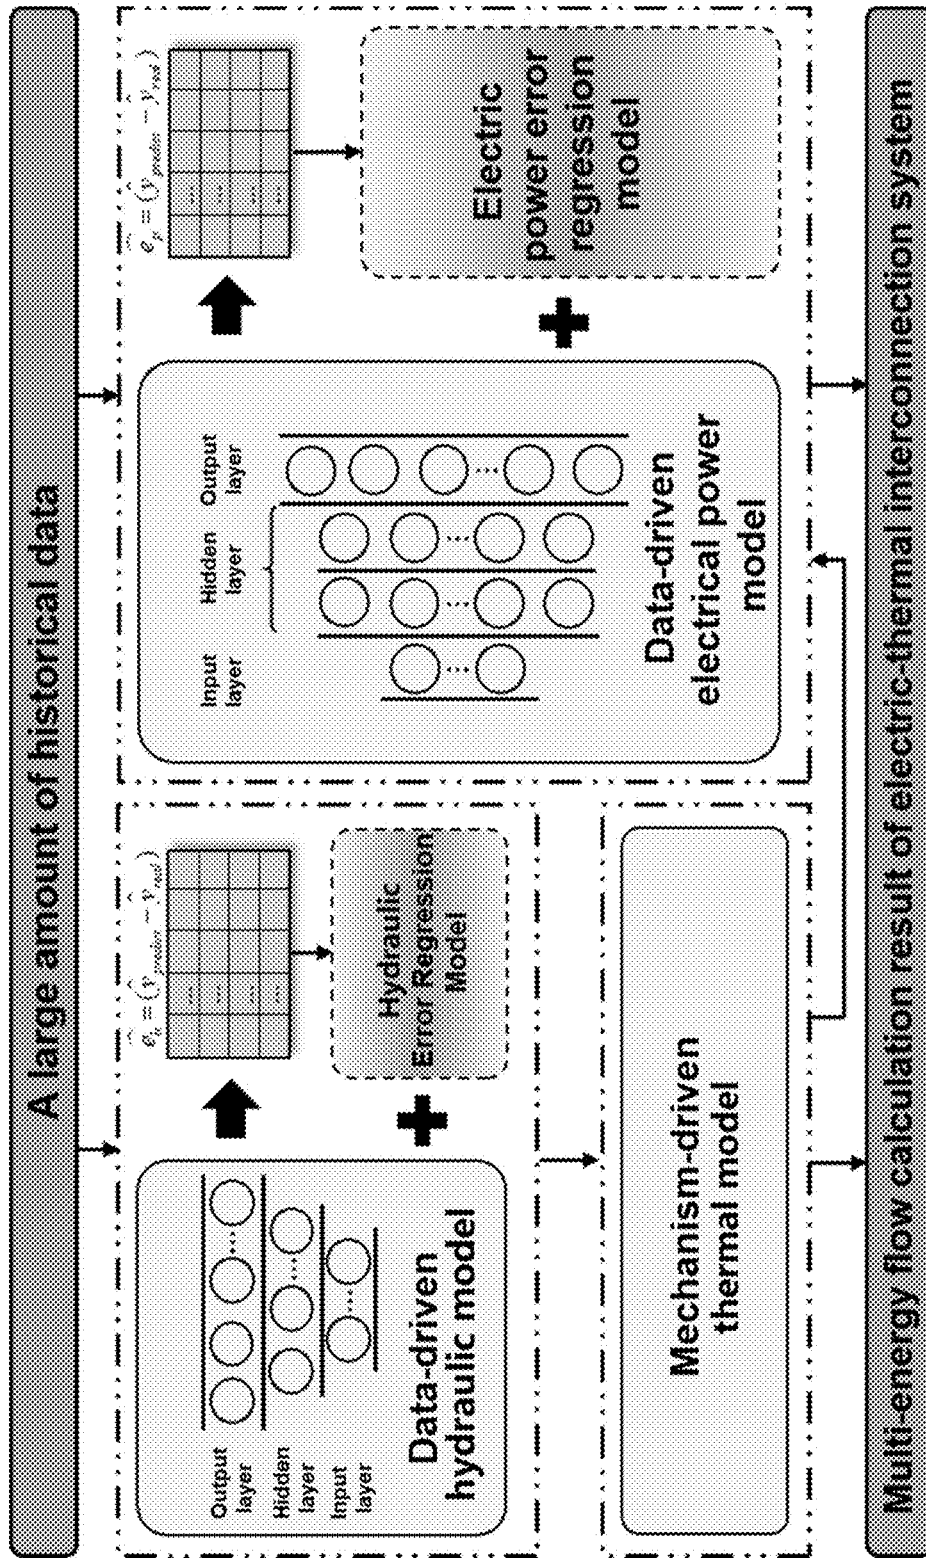 A large amount of historical data
Output
layer
Hidden
layer
Input
layer
Data-driven
hydraulic model
Hydraulic
Error Regression
Model
Mechanism-driven
thermal model
Input
layer
Hidden
layer
Output
layer
Data-driven
electrical power
model
Electric
power error
regression
model
Multi-energy flow calculation result of electric-thermal interconnection system